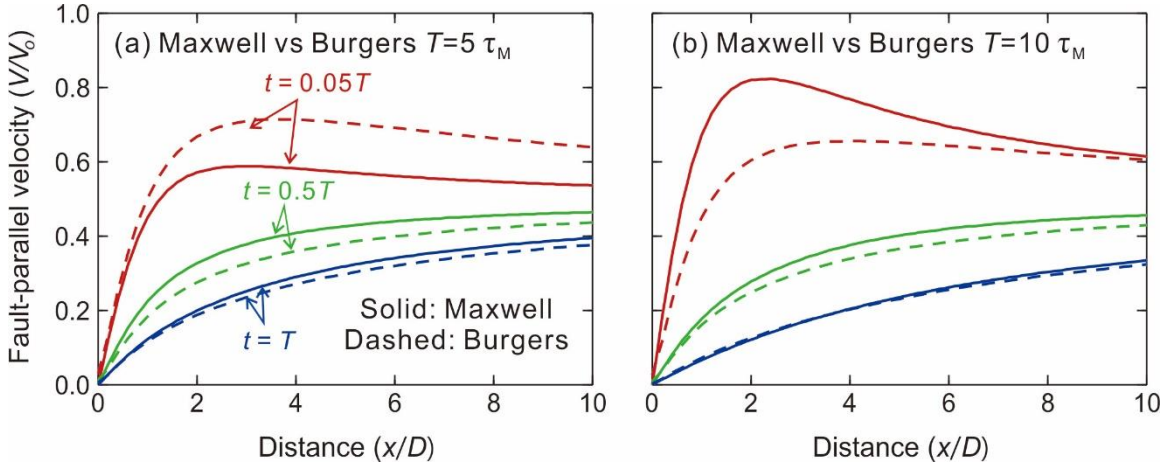 (a) Maxwell vs Burgers T=5 τM
(b) Maxwell vs Burgers T=10 τM
Fault-parallel velocity (V/Vo)
1.0
0.8
0.6
0.4
0.2
0.0
t = 0.05T
t = 0.5T
t = T
Solid: Maxwell
Dashed: Burgers
0 2 4 6 8 10
0 2 4 6 8 10
Distance (x/D)
Distance (x/D)